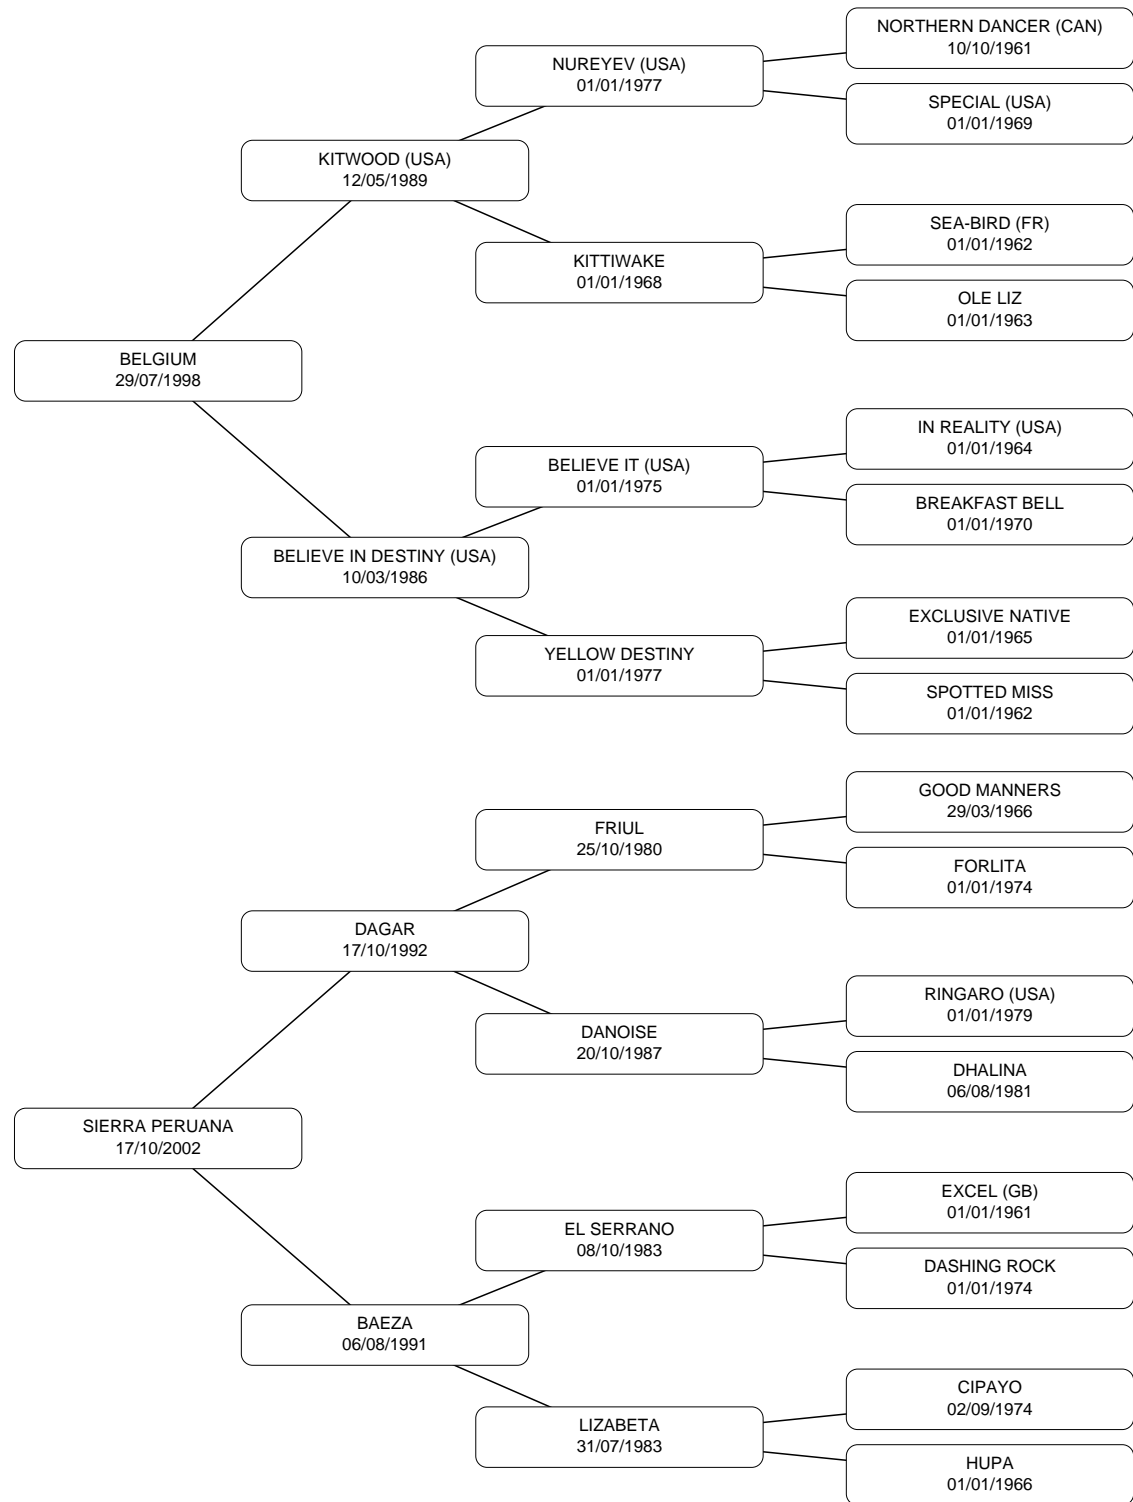 NORTHERN DANCER (CAN)
10/10/1961
NUREYEV (USA)
01/01/1977
SPECIAL (USA)
01/01/1969
KITWOOD (USA)
12/05/1989
SEA-BIRD (FR)
01/01/1962
KITTIWAKE
01/01/1968
OLE LIZ
01/01/1963
BELGIUM
29/07/1998
IN REALITY (USA)
01/01/1964
BELIEVE IT (USA)
01/01/1975
BREAKFAST BELL
01/01/1970
BELIEVE IN DESTINY (USA)
10/03/1986
EXCLUSIVE NATIVE
01/01/1965
YELLOW DESTINY
01/01/1977
SPOTTED MISS
01/01/1962
GOOD MANNERS
29/03/1966
FRIUL
25/10/1980
FORLITA
01/01/1974
DAGAR
17/10/1992
RINGARO (USA)
01/01/1979
DANOISE
20/10/1987
DHALINA
06/08/1981
SIERRA PERUANA
17/10/2002
EXCEL (GB)
01/01/1961
EL SERRANO
08/10/1983
DASHING ROCK
01/01/1974
BAEZA
06/08/1991
CIPAYO
02/09/1974
LIZABETA
31/07/1983
HUPA
01/01/1966